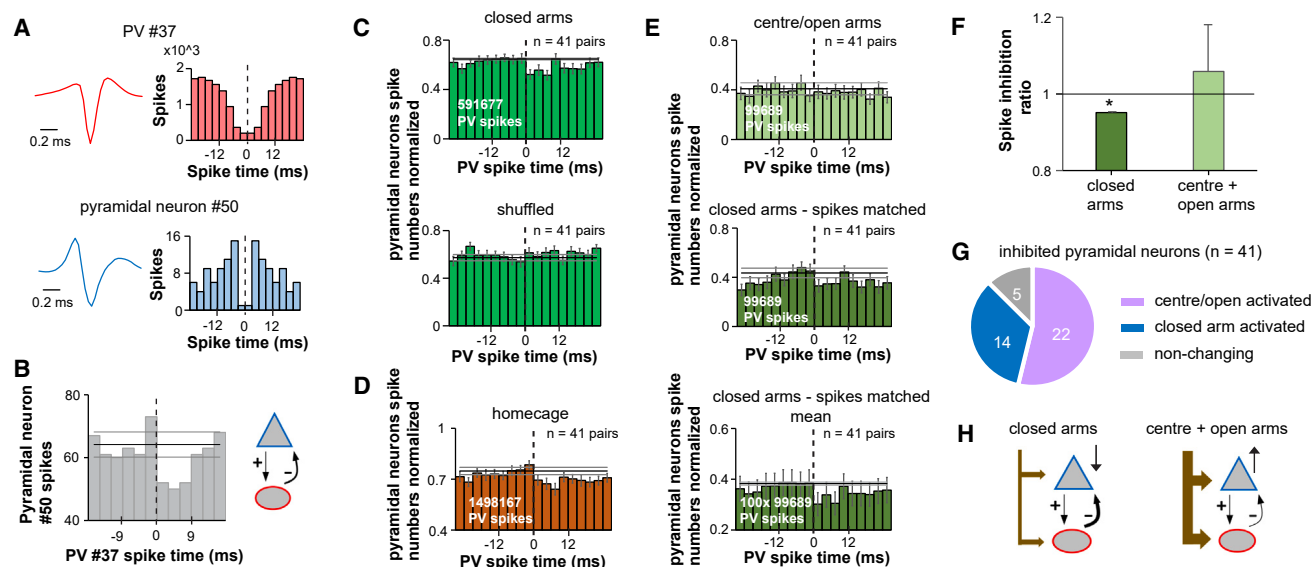 A
PV #37
×10^3
Spikes
2
1
0
-12 0 12
Spike time (ms)
0.2 ms
pyramidal neuron #50
Spikes
16
8
0
-12 0 12
Spike time (ms)
0.2 ms
B
Pyramidal neuron
#50 spikes
80
60
40
-9 0 9
PV #37 spike time (ms)
+
-
C
closed arms
n = 41 pairs
pyramidal neurons spike
numbers normalized
0.8
0.4
0
591677
PV spikes
-12 0 12
PV spike time (ms)
shuffled
n = 41 pairs
0.8
0.4
0
-12 0 12
PV spike time (ms)
D
homecage
n = 41 pairs
pyramidal neurons spike
numbers normalized
1
0.7
0.4
1498167
PV spikes
-12 0 12
PV spike time (ms)
E
centre/open arms
n = 41 pairs
pyramidal neurons spike
numbers normalized
0.8
0.4
0
99689
PV spikes
-12 0 12
PV spike time (ms)
closed arms - spikes matched
n = 41 pairs
0.8
0.4
0
99689
PV spikes
-12 0 12
PV spike time (ms)
closed arms - spikes matched
mean
n = 41 pairs
pyramidal neurons spike
numbers normalized
0.6
0.4
0.2
100x 99689
PV spikes
-12 0 12
PV spike time (ms)
F
Spike inhibition
ratio
1.2
1
0.8
*
closed
arms
centre +
open arms
G
inhibited pyramidal neurons (n = 41)
5
14
22
centre/open activated
closed arm activated
non-changing
H
closed arms
centre + open arms
+
-
+
-